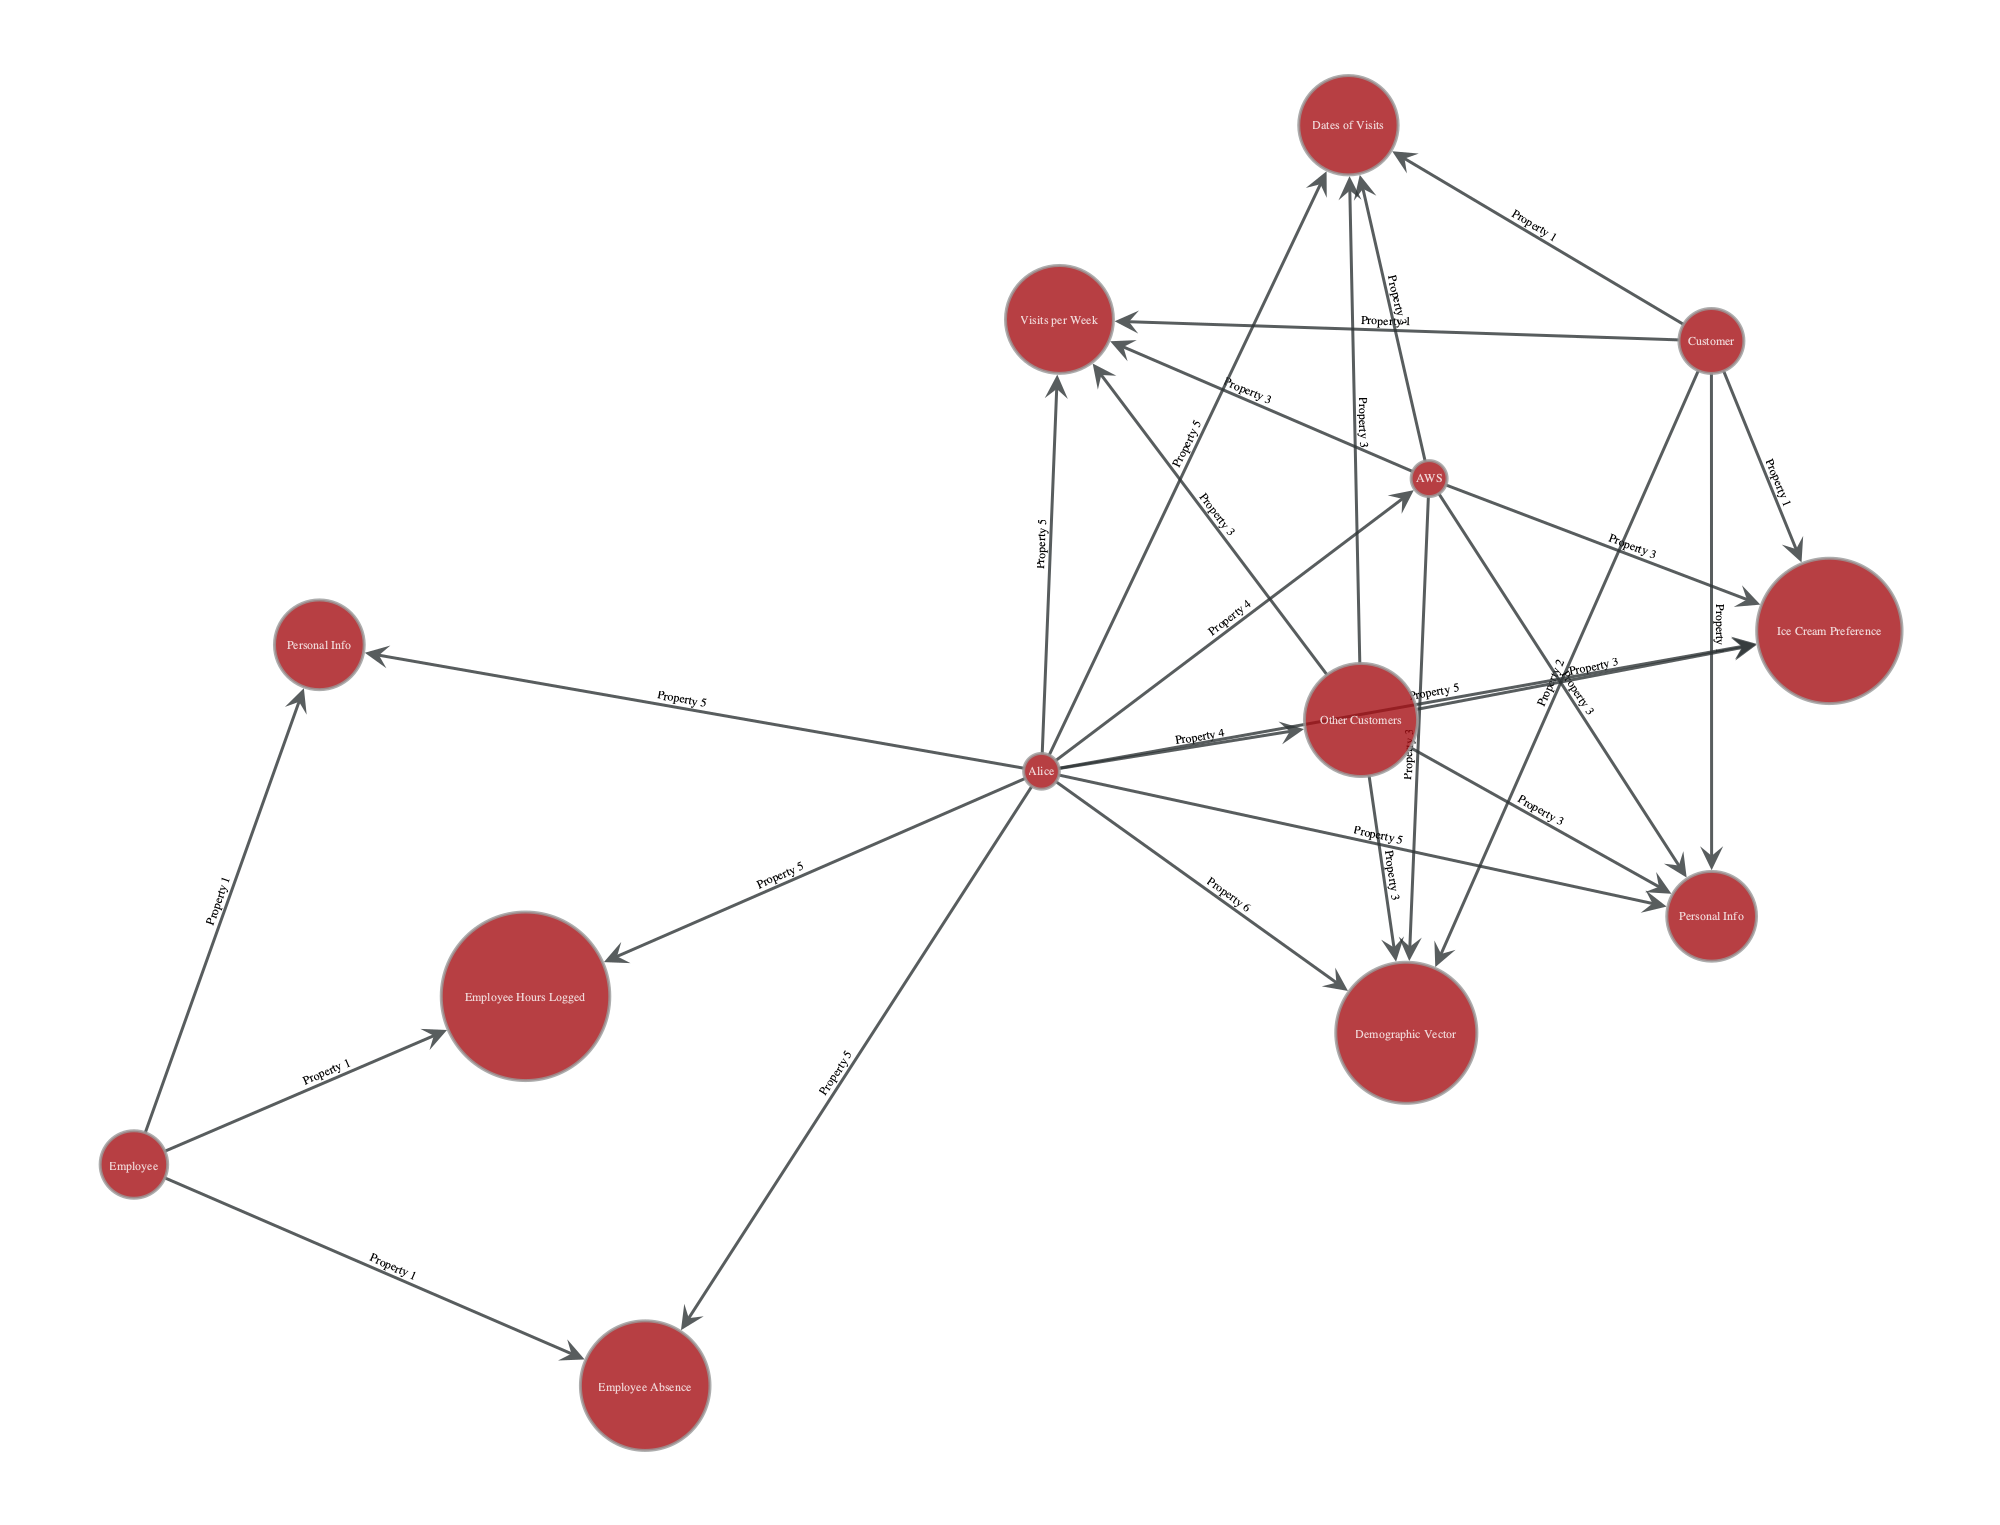 Dates of Visits
Property 1
Visits per Week
Property 3
Property 1
Customer
Property 3
Property 3
Property 5
AWS
Property 1
Property 3
Property 5
Property 3
Property 4
Property
Ice Cream Preference
Personal Info
Property 5
Property 3
Property 5
Property 2
Property 3
Other Customers
Property 4
Property 3
Alice
Property 3
Property 5
Property 5
Property 3
Property 6
Property 1
Personal Info
Employee Hours Logged
Demographic Vector
Property 1
Property 5
Employee
Property 1
Employee Absence